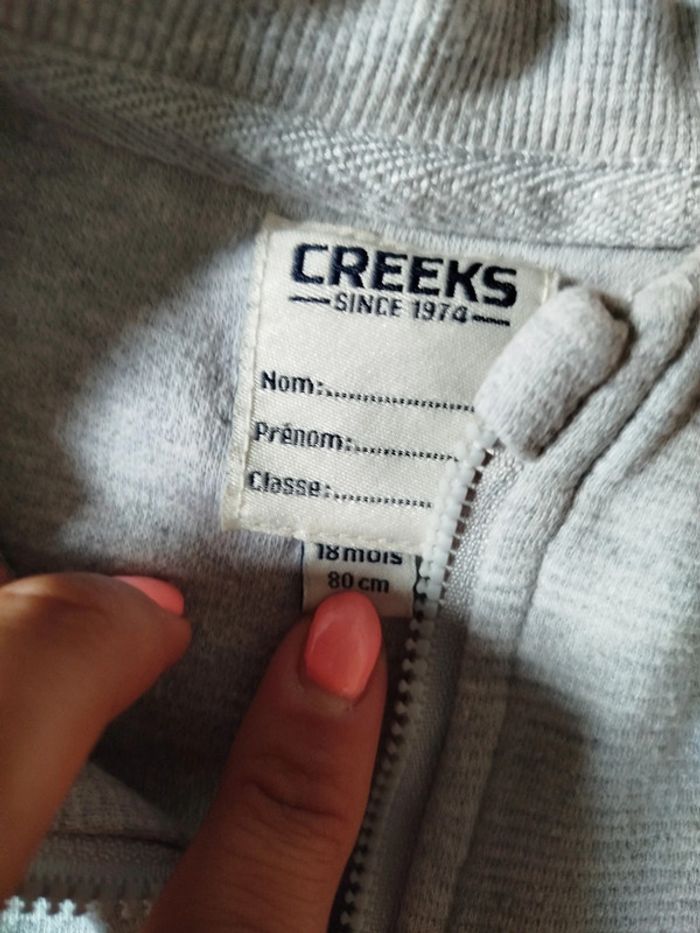 CREEKS
SINCE 1974
Nom:
Prénom:
Classe:
18 mois
80 cm